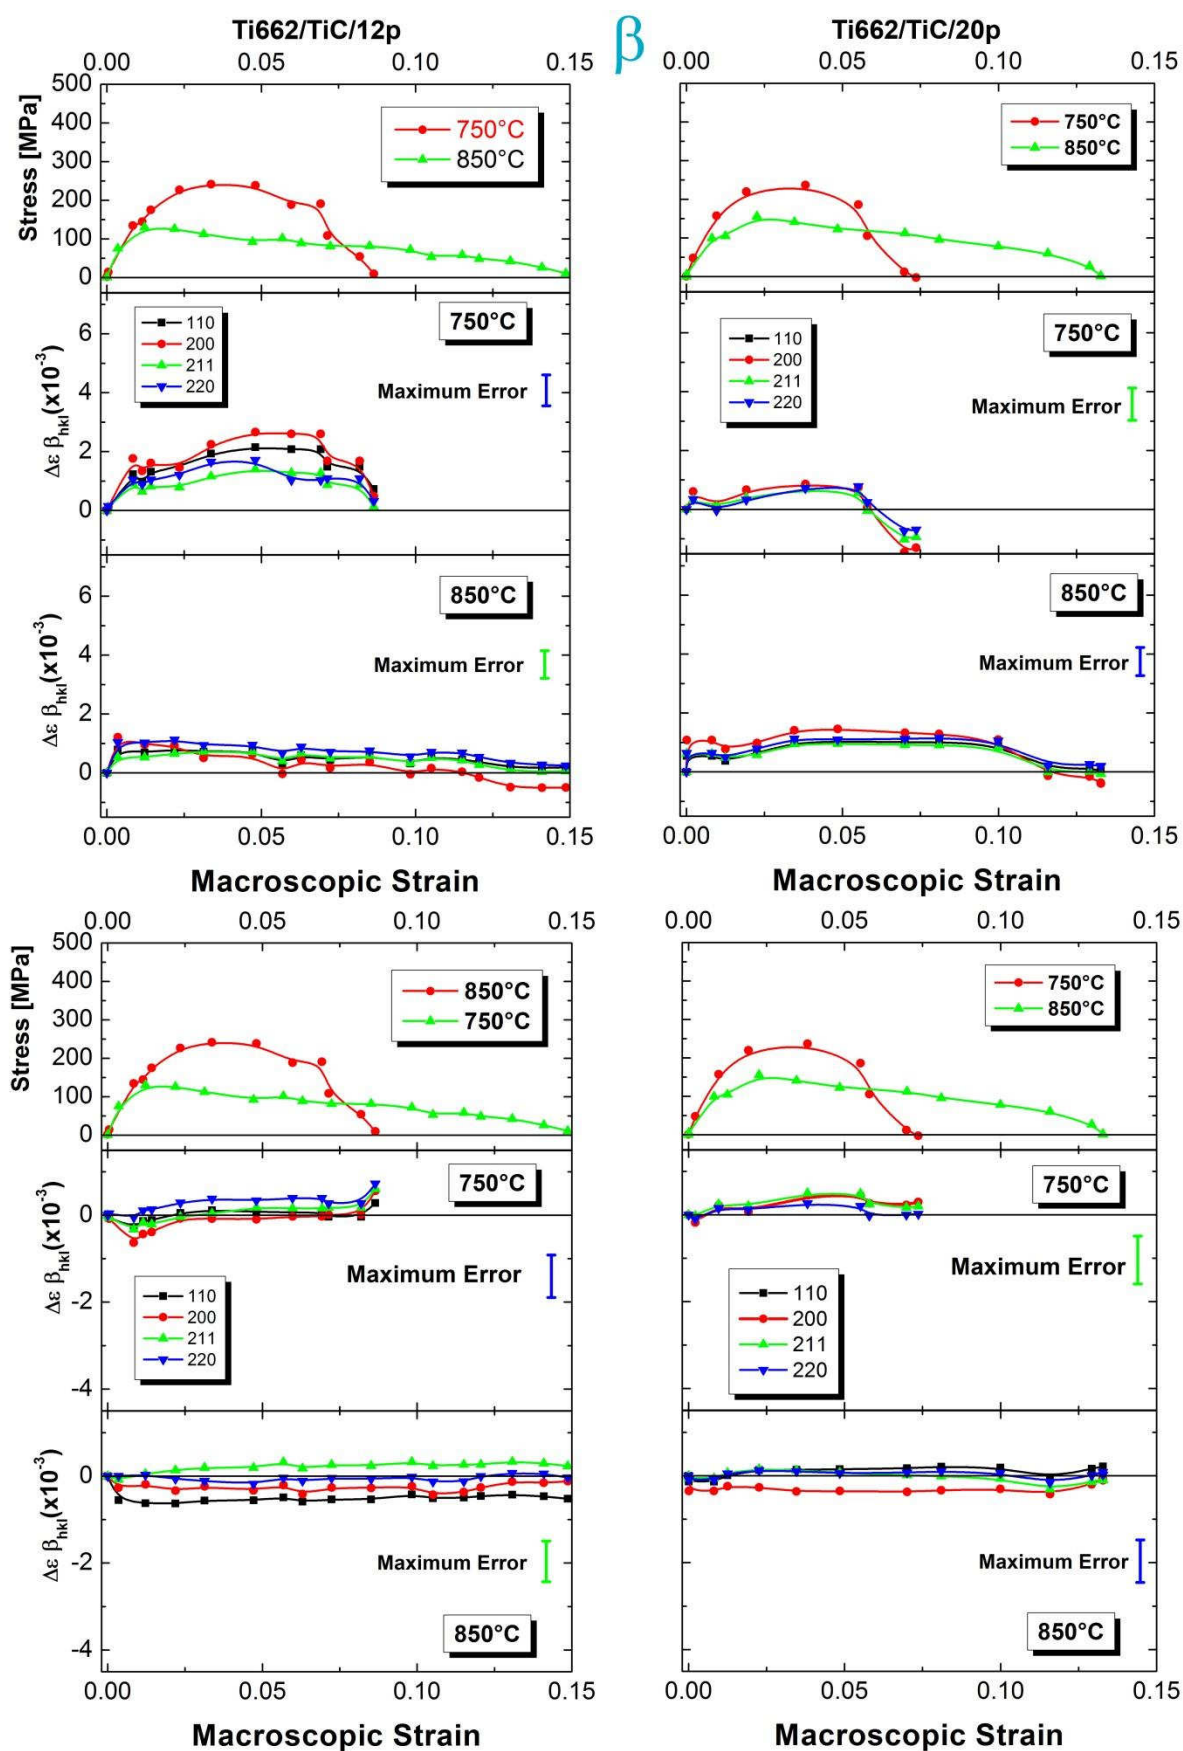 Ti662/TiC/12p
β
Ti662/TiC/20p
0.00 0.05 0.10 0.15
0.00 0.05 0.10 0.15
500
400
300
200
100
0
Stress [MPa]
750°C
850°C
750°C
850°C
6
4
2
0
Δε β hkl (x10-3)
750°C
110
200
211
220
Maximum Error
750°C
110
200
211
220
Maximum Error
6
4
2
0
Δε β hkl (x10-3)
850°C
Maximum Error
850°C
Maximum Error
0.00 0.05 0.10 0.15
0.00 0.05 0.10 0.15
Macroscopic Strain
Macroscopic Strain
0.00 0.05 0.10 0.15
0.00 0.05 0.10 0.15
500
400
300
200
100
0
Stress [MPa]
850°C
750°C
750°C
850°C
0
-2
-4
Δε β hkl (x10-3)
750°C
Maximum Error
110
200
211
220
750°C
Maximum Error
110
200
211
220
0
-2
-4
Δε β hkl (x10-3)
Maximum Error
850°C
Maximum Error
850°C
0.00 0.05 0.10 0.15
0.00 0.05 0.10 0.15
Macroscopic Strain
Macroscopic Strain